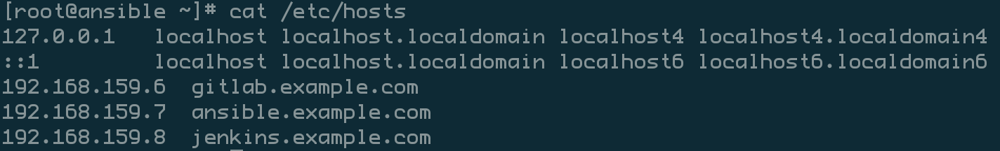 [root@ansible ~]# cat /etc/hosts
127.0.0.1   localhost localhost.localdomain localhost4 localhost4.localdomain4
::1         localhost localhost.localdomain localhost6 localhost6.localdomain6
192.168.159.6  gitlab.example.com
192.168.159.7  ansible.example.com
192.168.159.8  jenkins.example.com